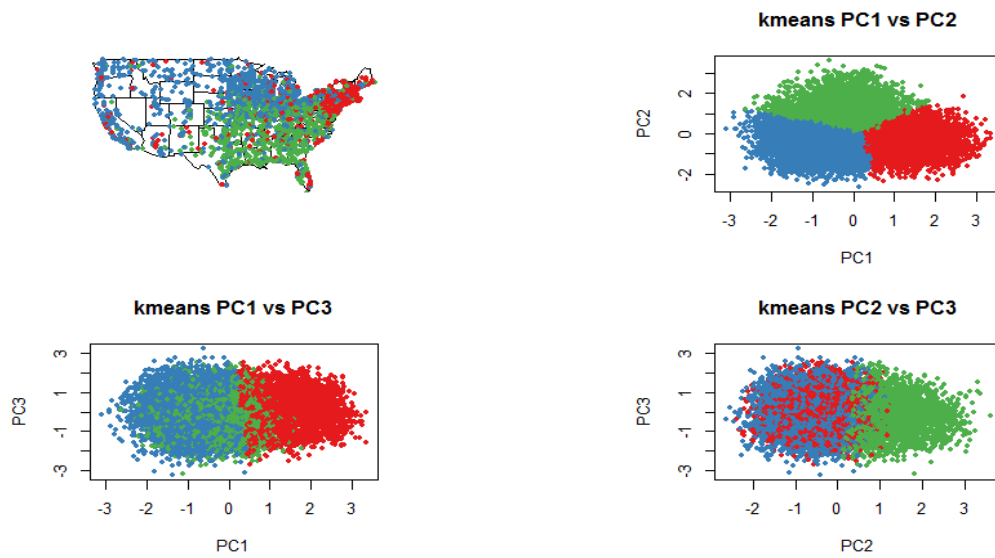 kmeans PC1 vs PC2
PC2
2
0
-2
-3 -2 -1 0 1 2 3
PC1
kmeans PC1 vs PC3
PC3
3
1
-1
-3
-3 -2 -1 0 1 2 3
PC1
kmeans PC2 vs PC3
PC3
3
1
-1
-3
-2 -1 0 1 2 3
PC2